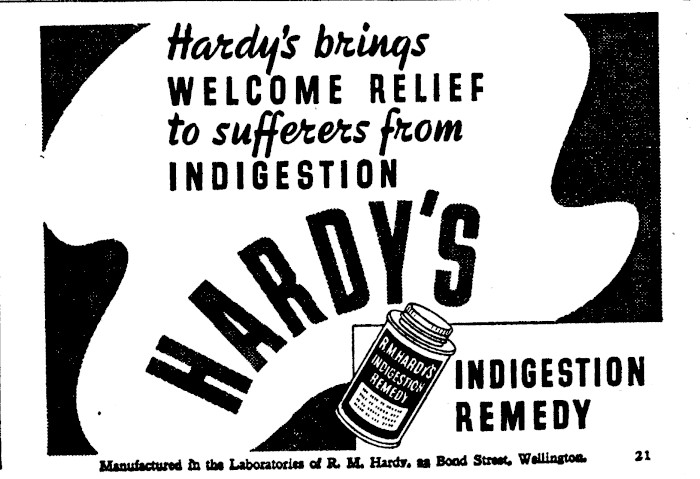 Hardy's brings
WELCOME RELIEF
to sufferers from
INDIGESTION
HARDY'S
R.M.HARDY'S
INDIGESTION
REMEDY
INDIGESTION
REMEDY
Manufactured in the Laboratories of R. M. Hardy, Bond Street, Wellington.
21